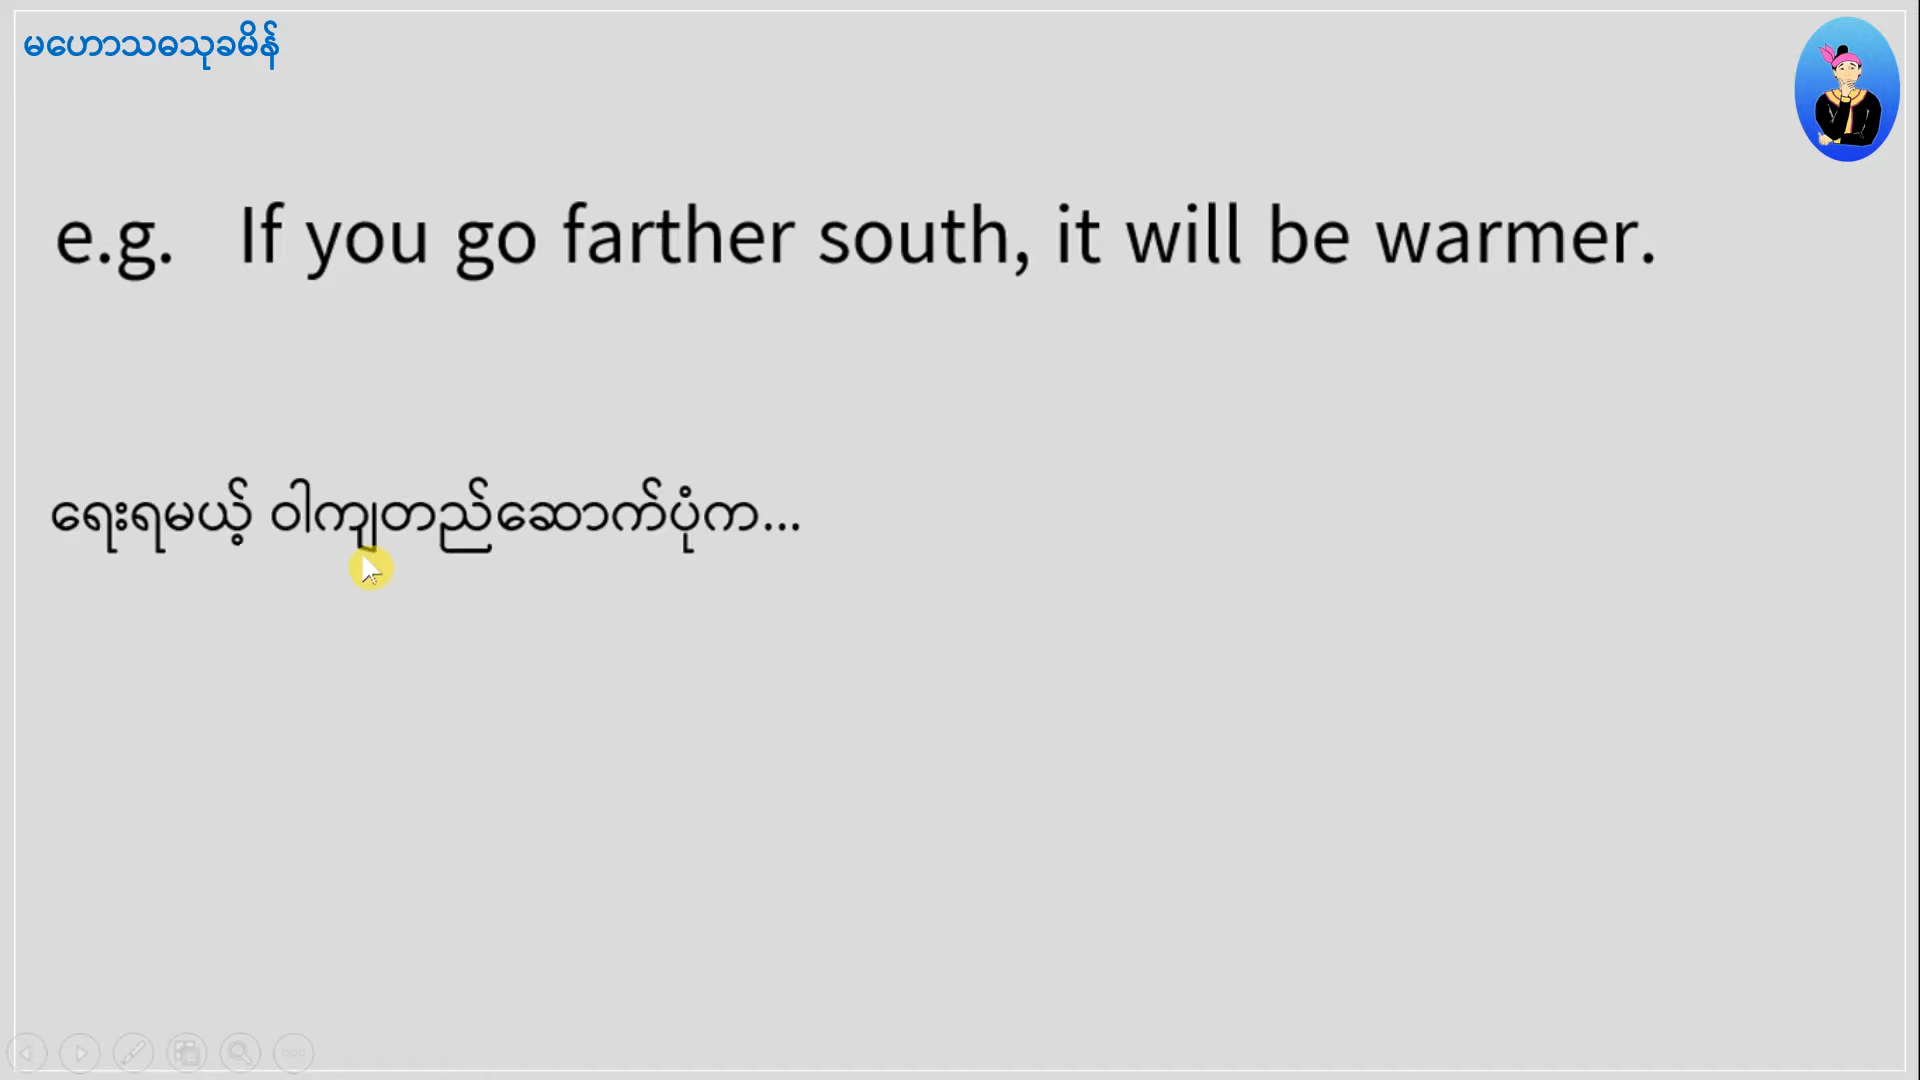 မဟောသဓသုခမိန်
e.g. If you go farther south, it will be warmer.
ရေးရမယ့် ဝါကျတည်ဆောက်ပုံက...